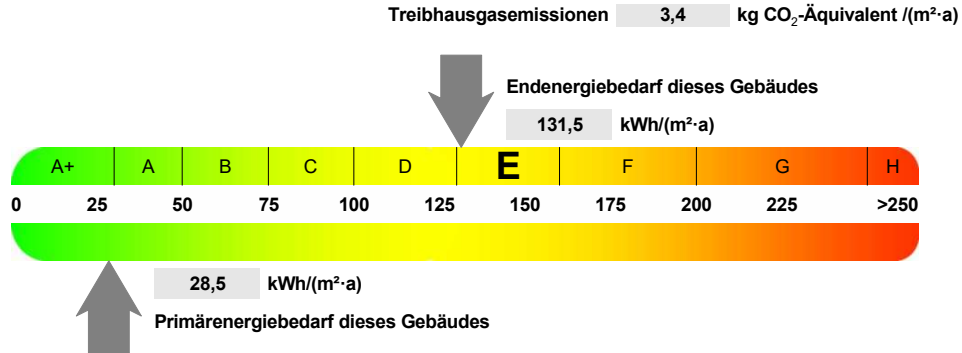 Treibhausgasemissionen 3,4 kg CO₂-Äquivalent /(m²·a)
Endenergiebedarf dieses Gebäudes
131,5 kWh/(m²·a)
A+ A B C D E F G H
0 25 50 75 100 125 150 175 200 225 >250
28,5 kWh/(m²·a)
Primärenergiebedarf dieses Gebäudes